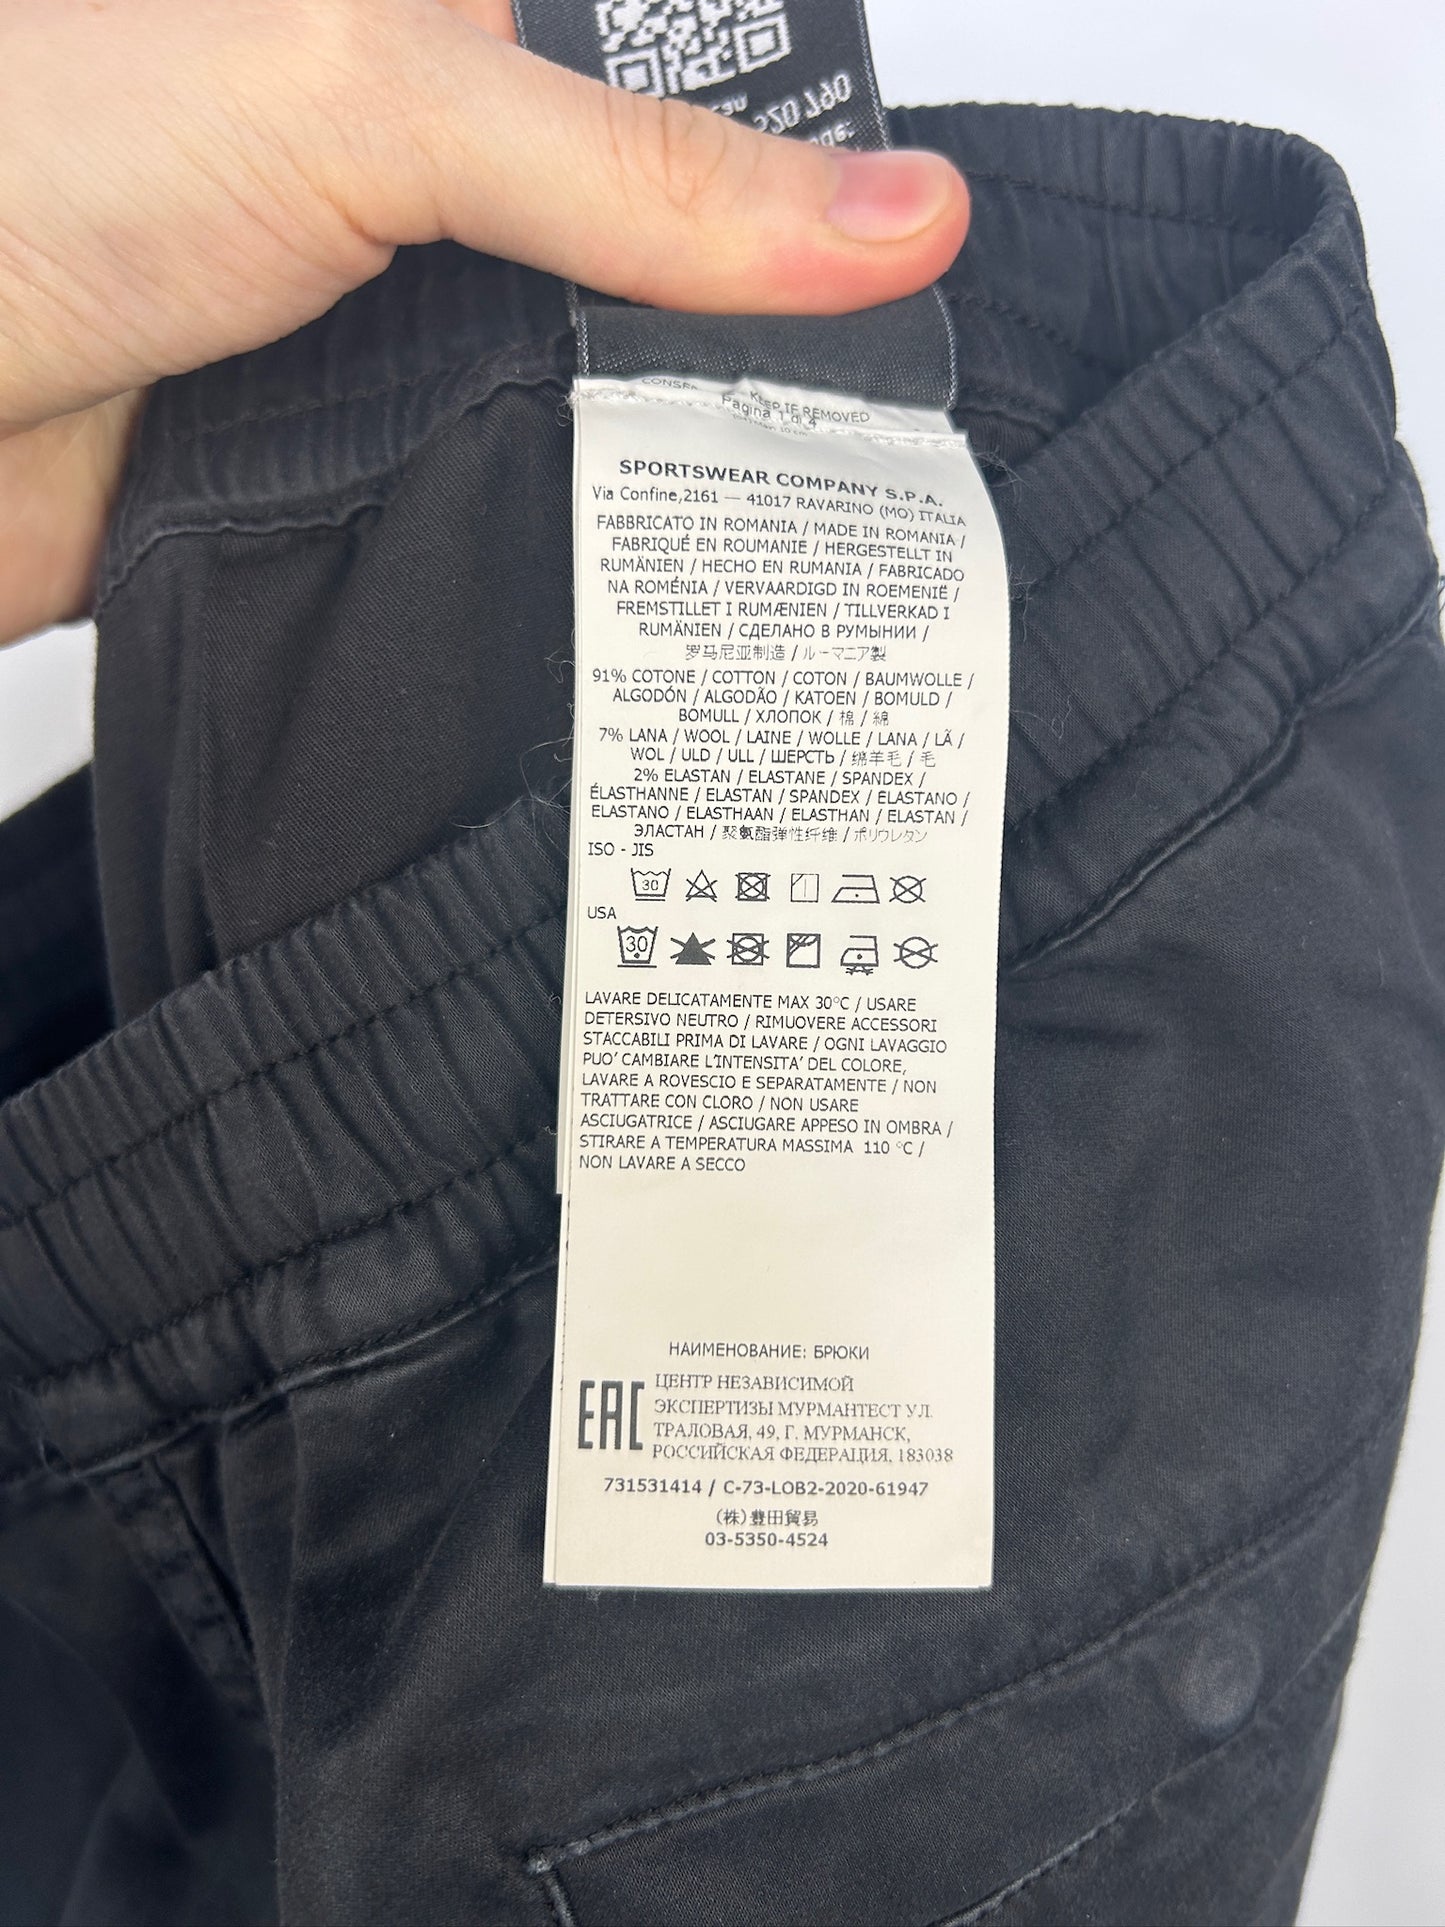 520 790
CONSER
KEEP IF REMOVED
Pagina 1 di 4
SPORTSWEAR COMPANY S.P.A.
Via Confine,2161 — 41017 RAVARINO (MO) ITALIA
FABBRICATO IN ROMANIA / MADE IN ROMANIA /
FABRIQUÉ EN ROUMANIE / HERGESTELLT IN
RUMÄNIEN / HECHO EN RUMANIA / FABRICADO
NA ROMÉNIA / VERVAARDIGD IN ROEMENIË /
FREMSTILLET I RUMÆNIEN / TILLVERKAD I
RUMÄNIEN / СДЕЛАНО В РУМЫНИИ /
罗马尼亚制造 / ルーマニア製
91% COTONE / COTTON / COTON / BAUMWOLLE /
ALGODÓN / ALGODÃO / KATOEN / BOMULD /
BOMULL / ХЛОПОК / 棉 / 綿
7% LANA / WOOL / LAINE / WOLLE / LANA / LÃ /
WOL / ULD / ULL / ШЕРСТЬ / 绵羊毛 / 毛
2% ELASTAN / ELASTANE / SPANDEX /
ÉLASTHANNE / ELASTAN / SPANDEX / ELASTANO /
ELASTANO / ELASTHAAN / ELASTHAN / ELASTAN /
ЭЛАСТАН / 聚氨酯弹性纤维 / ポリウレタン
ISO - JIS
30
USA
30
LAVARE DELICATAMENTE MAX 30°C / USARE
DETERSIVO NEUTRO / RIMUOVERE ACCESSORI
STACCABILI PRIMA DI LAVARE / OGNI LAVAGGIO
PUO’ CAMBIARE L’INTENSITA’ DEL COLORE,
LAVARE A ROVESCIO E SEPARATAMENTE / NON
TRATTARE CON CLORO / NON USARE
ASCIUGATRICE / ASCIUGARE APPESO IN OMBRA /
STIRARE A TEMPERATURA MASSIMA 110 °C /
NON LAVARE A SECCO
НАИМЕНОВАНИЕ: БРЮКИ
EAC
ЦЕНТР НЕЗАВИСИМОЙ
ЭКСПЕРТИЗЫ МУРМАНТЕСТ УЛ.
ТРАЛОВАЯ, 49, Г. МУРМАНСК,
РОССИЙСКАЯ ФЕДЕРАЦИЯ, 183038
731531414 / C-73-LOB2-2020-61947
(株)豊田貿易
03-5350-4524